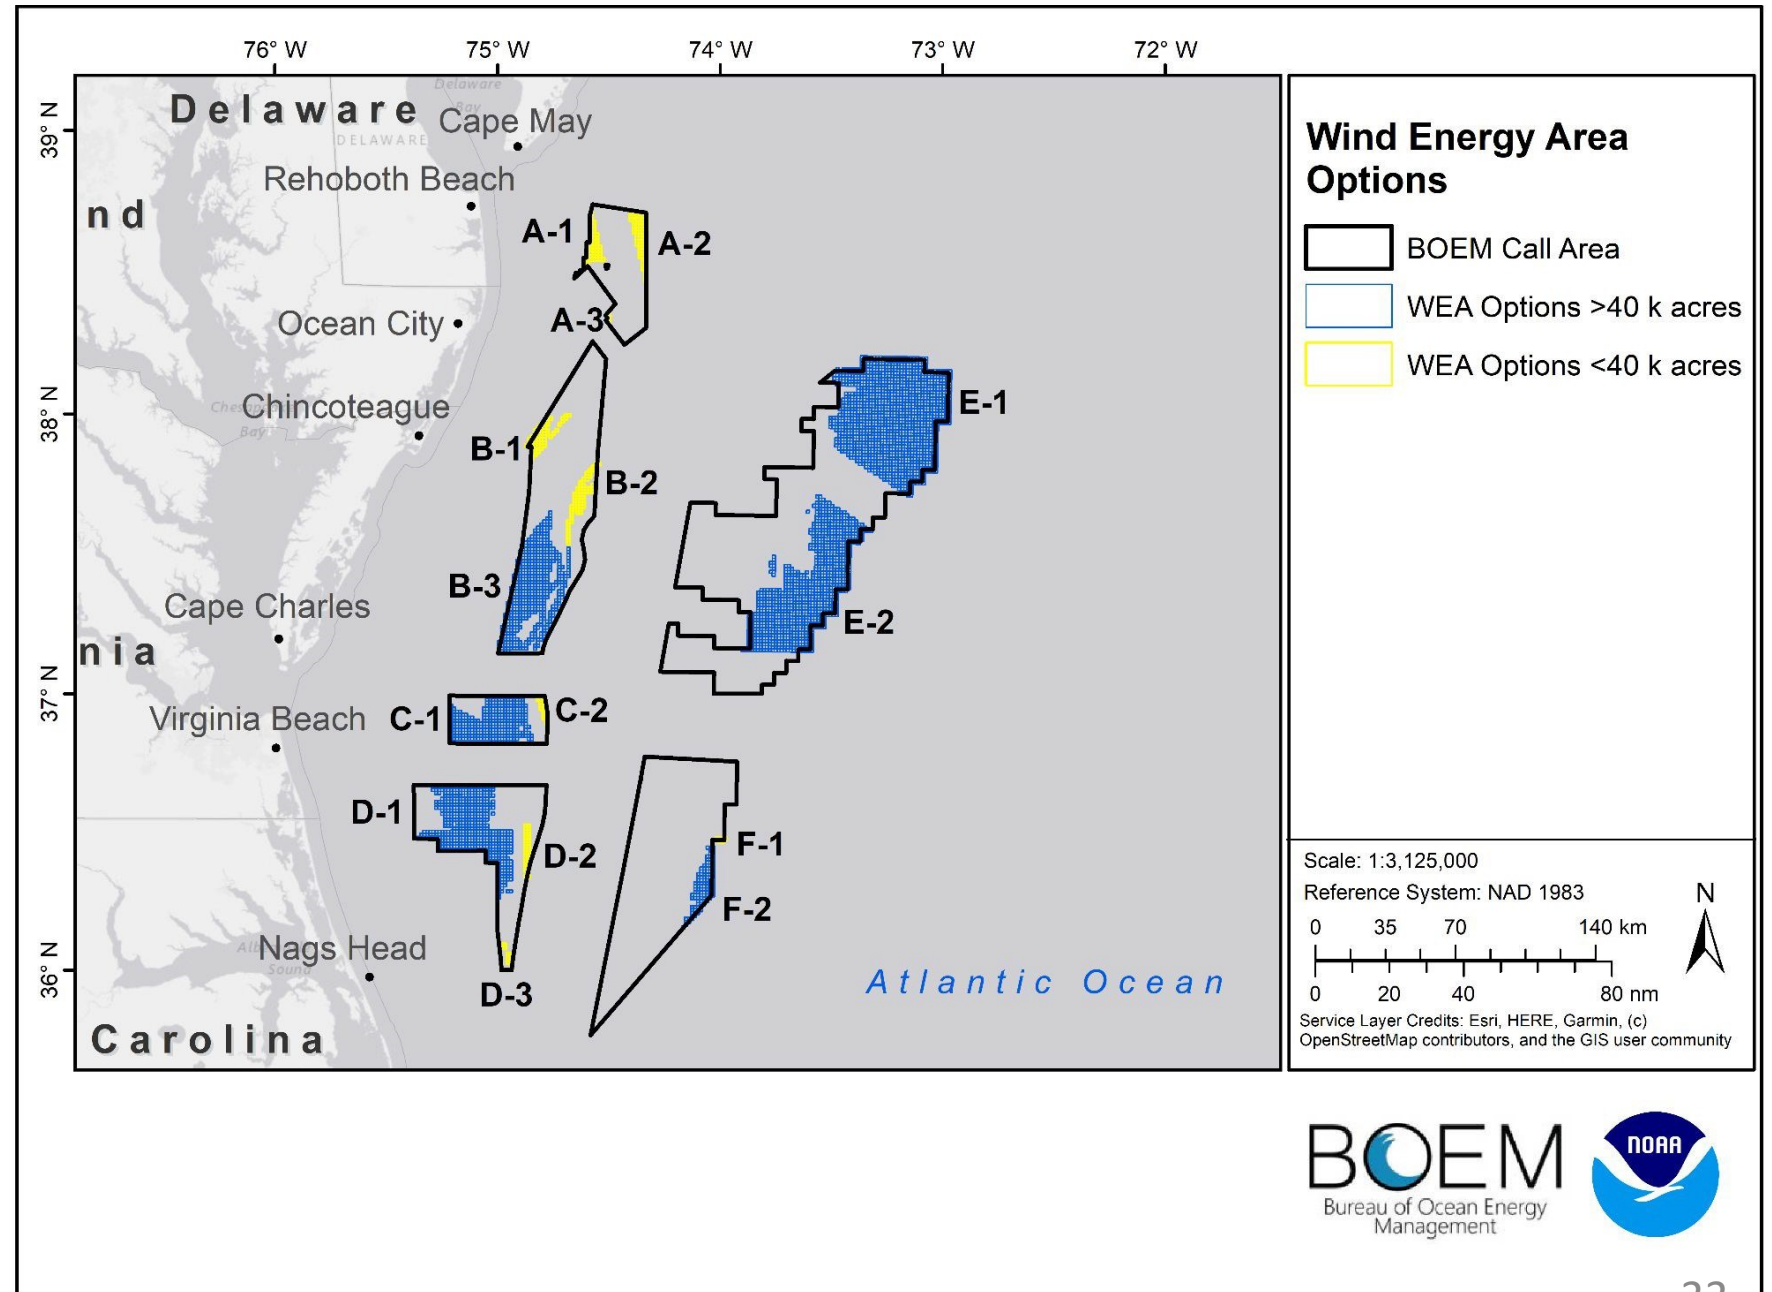 76° W
75° W
74° W
73° W
72° W
39° N
38° N
37° N
36° N
Delaware
Delaware
Bay
Cape May
DELAWARE
Rehoboth Beach
nd
A-1
A-2
Ocean City
A-3
Chesapeake
Bay
Chincoteague
E-1
B-1
B-2
B-3
Cape Charles
E-2
nia
Virginia Beach
C-1
C-2
D-1
D-2
F-1
F-2
Nags Head
Sound
D-3
Atlantic Ocean
Carolina
Wind Energy Area
Options
BOEM Call Area
WEA Options >40 k acres
WEA Options <40 k acres
Scale: 1:3,125,000
Reference System: NAD 1983
N
0 35 70 140 km
0 20 40 80 nm
Service Layer Credits: Esri, HERE, Garmin, (c)
OpenStreetMap contributors, and the GIS user community
BOEM
Bureau of Ocean Energy
Management
NOAA